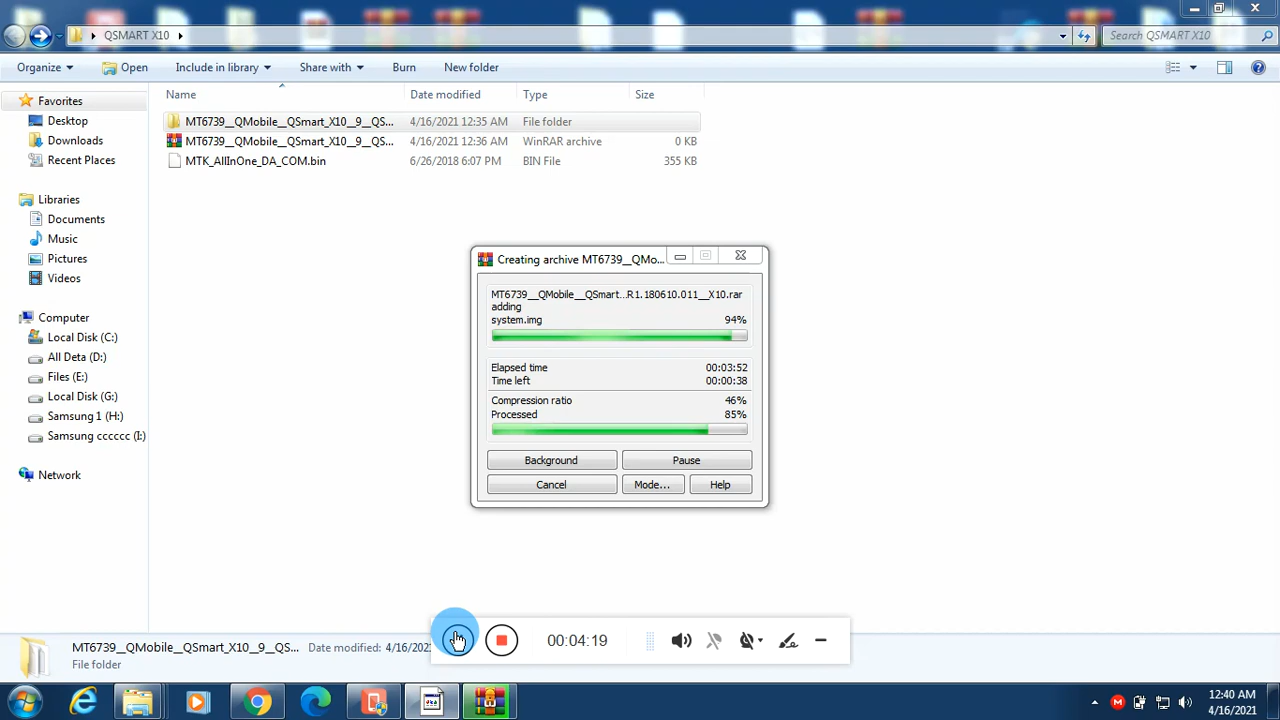 QSMART X10
Search QSMART X10
Organize
Open
Include in library
Share with
Burn
New folder
Favorites
Desktop
Downloads
Recent Places
Libraries
Documents
Music
Pictures
Videos
Computer
Local Disk (C:)
All Deta (D:)
Files (E:)
Local Disk (G:)
Samsung 1 (H:)
Samsung cccccc (I:)
Network
Name Date modified Type Size
MT6739__QMobile__QSmart_X10__9__QS... 4/16/2021 12:35 AM File folder
MT6739__QMobile__QSmart_X10__9__QS... 4/16/2021 12:36 AM WinRAR archive 0 KB
MTK_AllInOne_DA_COM.bin 6/26/2018 6:07 PM BIN File 355 KB
Creating archive MT6739__QMo...
MT6739__QMobile__QSmart...R1.180610.011__X10.rar
adding
system.img 94%
Elapsed time 00:03:52
Time left 00:00:38
Compression ratio 46%
Processed 85%
Background Pause
Cancel Mode... Help
00:04:19
MT6739__QMobile__QSmart_X10__9__QS... Date modified: 4/16/202
File folder
12:40 AM
4/16/2021